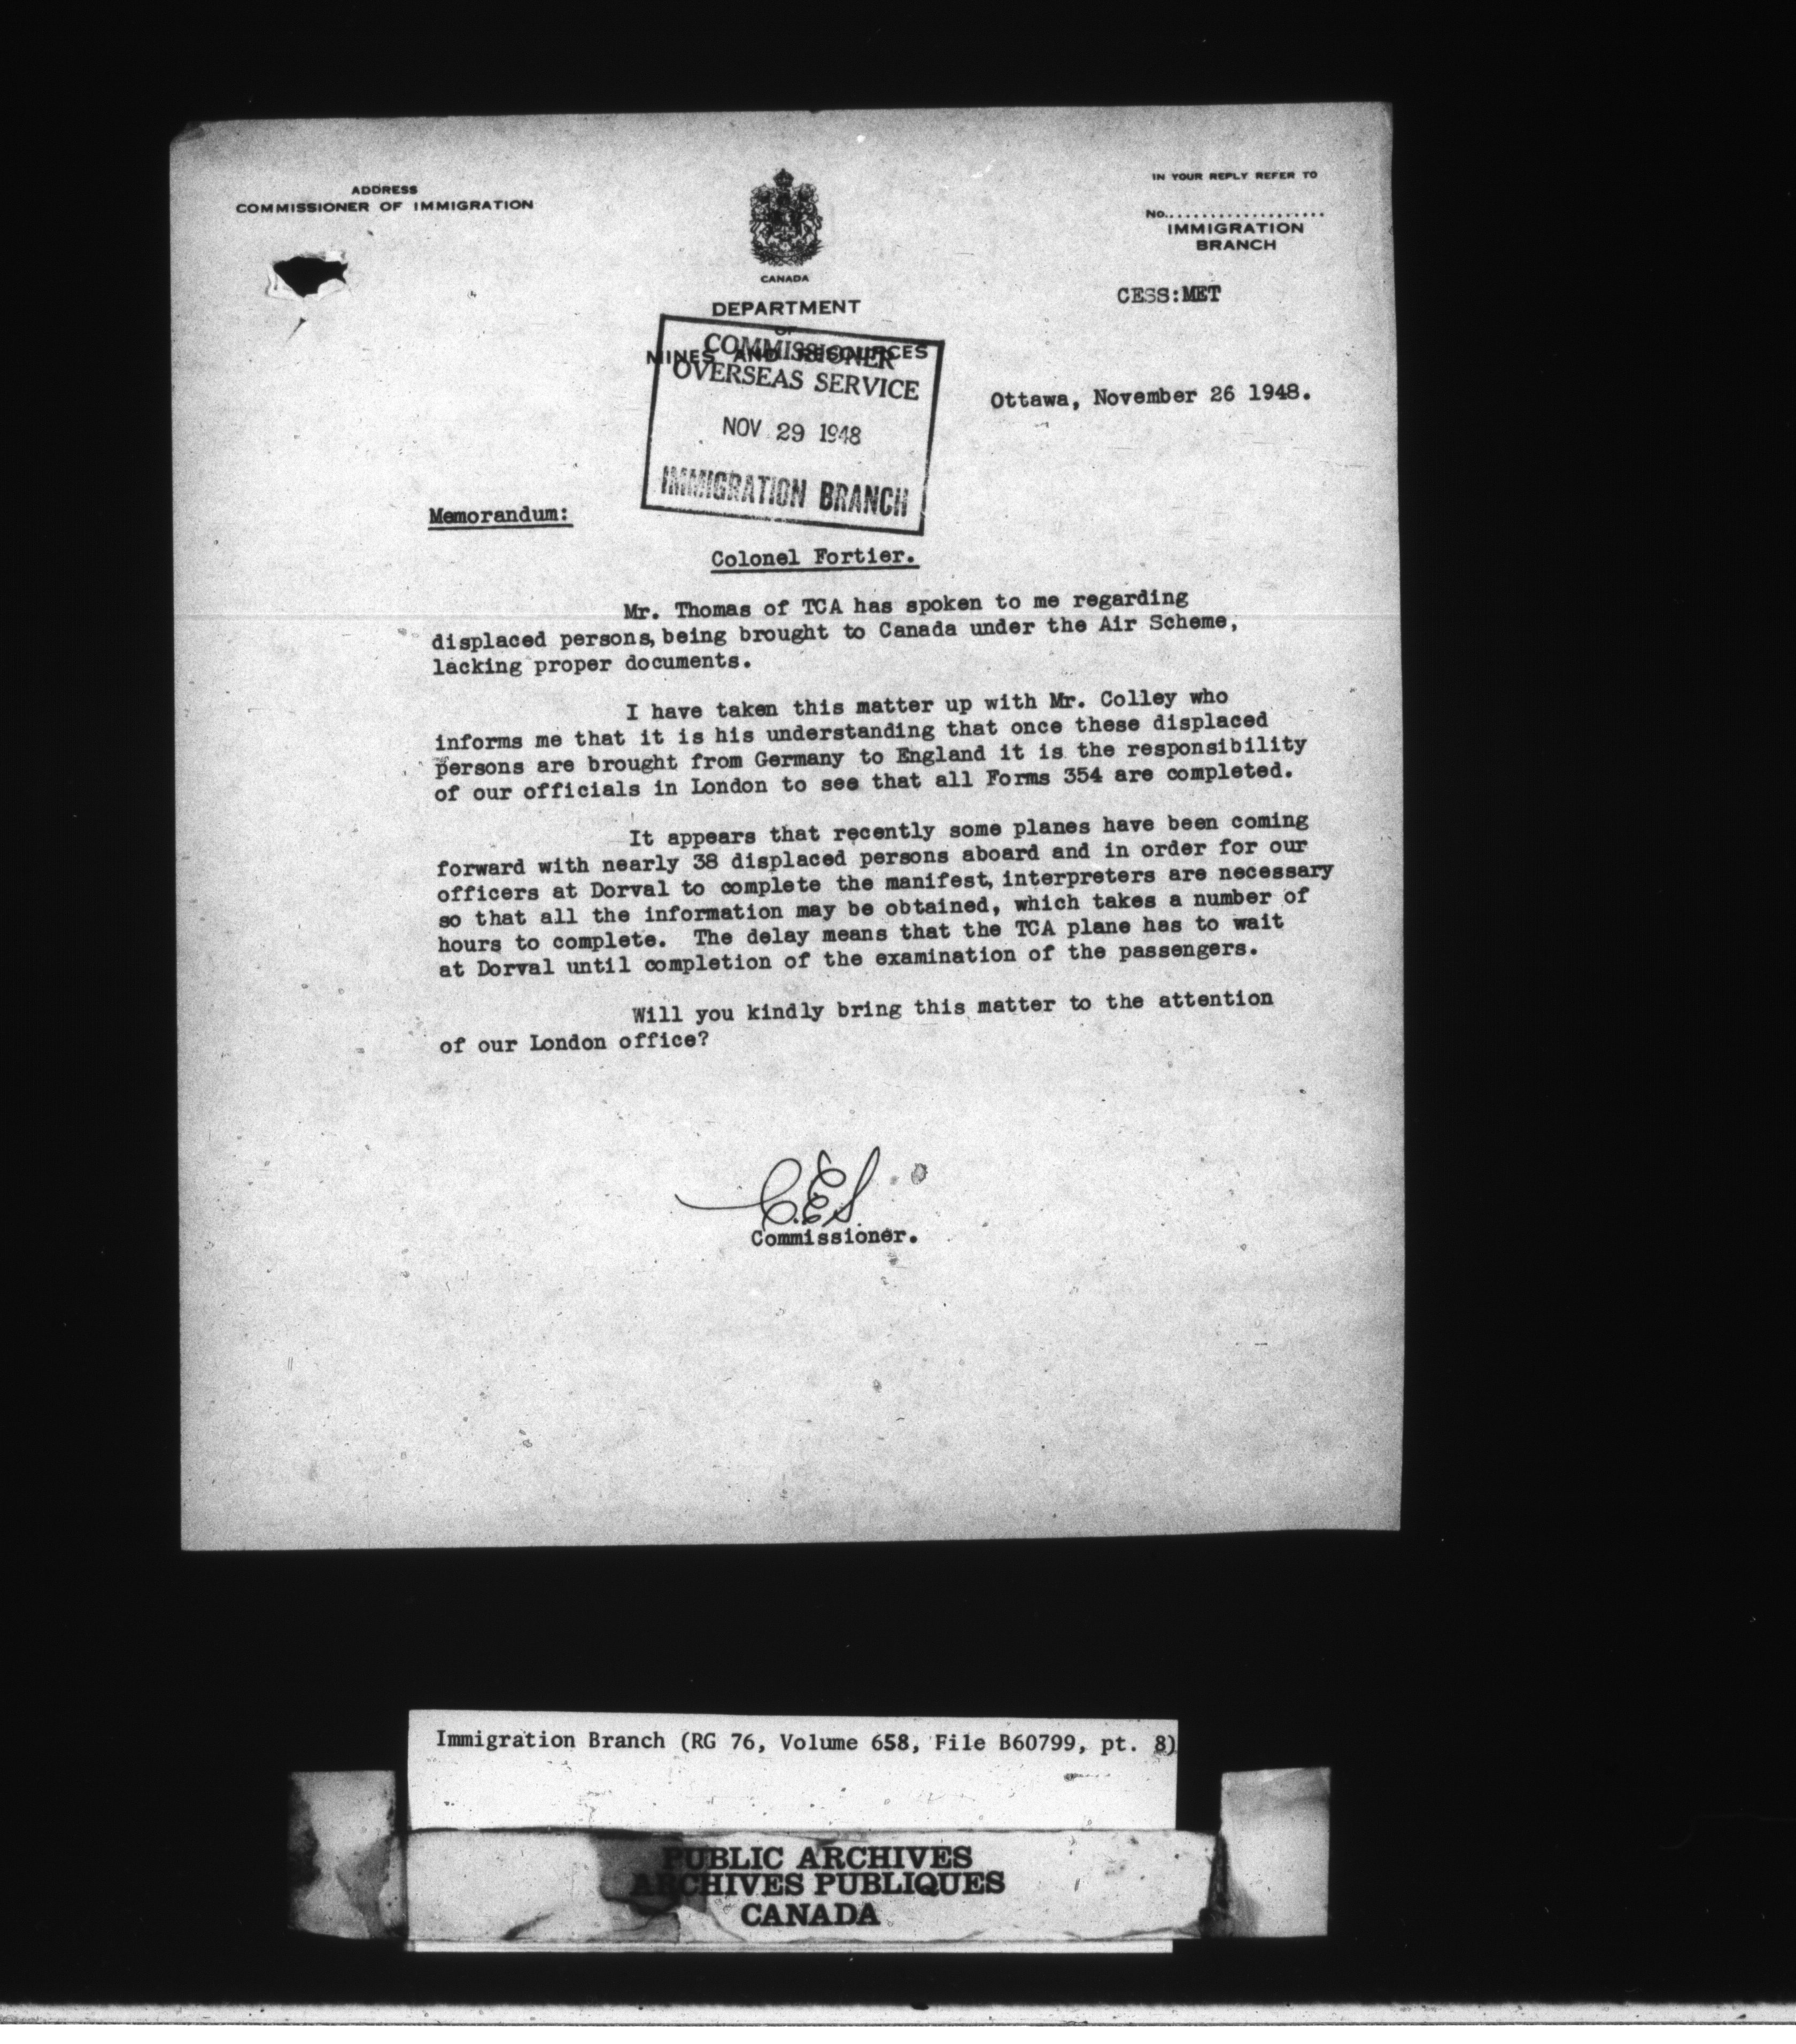 ADDRESS
COMMISSIONER OF IMMIGRATION
IN YOUR REPLY REFER TO
No.....................
IMMIGRATION
BRANCH
CANADA
CESS:MET
DEPARTMENT
OF
MINES AND RESOURCES
COMMISSIONER
OVERSEAS SERVICE
NOV 29 1948
IMMIGRATION BRANCH
Ottawa, November 26 1948.
Memorandum:
Colonel Fortier.
Mr. Thomas of TCA has spoken to me regarding
displaced persons, being brought to Canada under the Air Scheme,
lacking proper documents.
I have taken this matter up with Mr. Colley who
informs me that it is his understanding that once these displaced
persons are brought from Germany to England it is the responsibility
of our officials in London to see that all Forms 354 are completed.
It appears that recently some planes have been coming
forward with nearly 38 displaced persons aboard and in order for our
officers at Dorval to complete the manifest, interpreters are necessary
so that all the information may be obtained, which takes a number of
hours to complete. The delay means that the TCA plane has to wait
at Dorval until completion of the examination of the passengers.
Will you kindly bring this matter to the attention
of our London office?
C.E.S.
Commissioner.
Immigration Branch (RG 76, Volume 658, File B60799, pt. 8)
PUBLIC ARCHIVES
ARCHIVES PUBLIQUES
CANADA